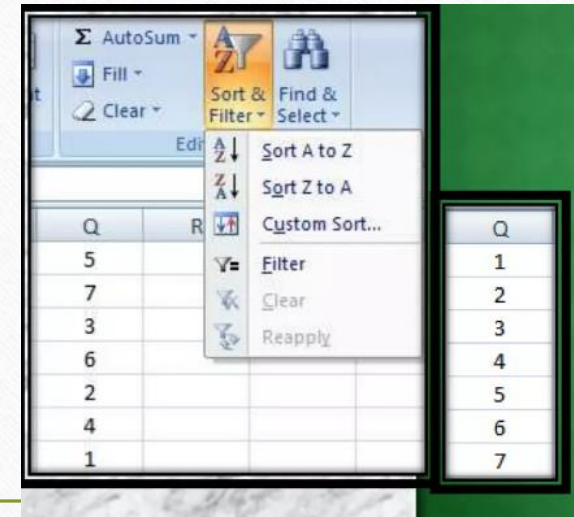 Σ AutoSum
Fill
Clear
Sort &
Filter
Find &
Select
Sort A to Z
Sort Z to A
Custom Sort...
Filter
Clear
Reapply
Q
5
7
3
6
2
4
1
Q
1
2
3
4
5
6
7